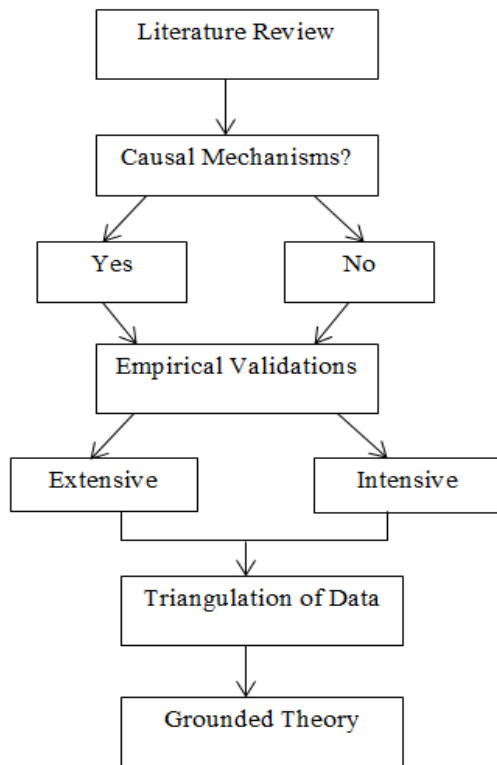 Literature Review
Causal Mechanisms?
Yes
No
Empirical Validations
Extensive
Intensive
Triangulation of Data
Grounded Theory